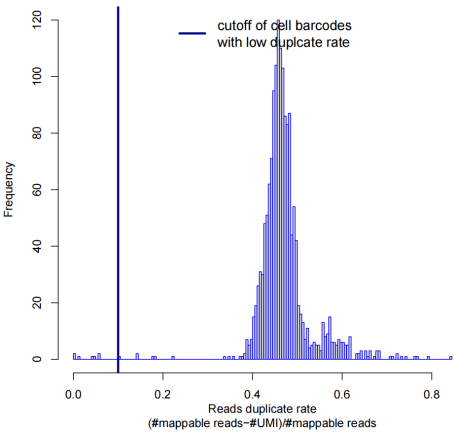 cutoff of cell barcodes
with low duplcate rate
120
100
80
60
40
20
0
Frequency
0.0 0.2 0.4 0.6 0.8
Reads duplicate rate
(#mappable reads−#UMI)/#mappable reads